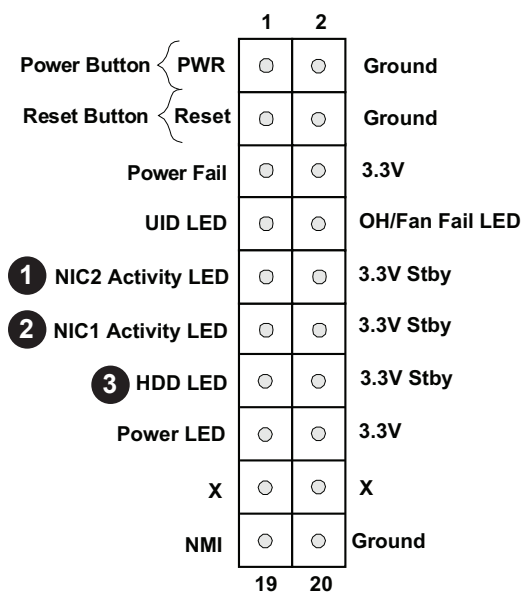 1 2
Power Button PWR Ground
Reset Button Reset Ground
Power Fail 3.3V
UID LED OH/Fan Fail LED
1 NIC2 Activity LED 3.3V Stby
2 NIC1 Activity LED 3.3V Stby
3 HDD LED 3.3V Stby
Power LED 3.3V
X X
NMI Ground
19 20